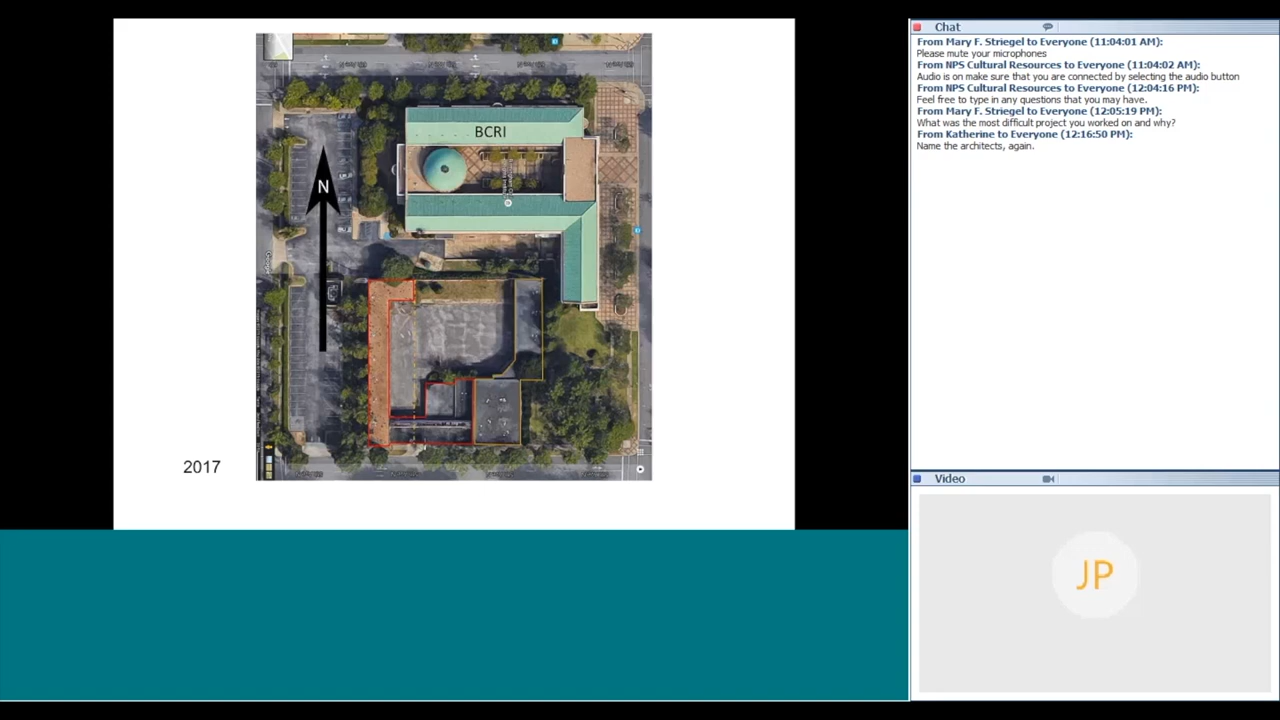 BCRI
N
Google
2017
Chat
From Mary F. Striegel to Everyone (11:04:01 AM):
Please mute your microphones
From NPS Cultural Resources to Everyone (11:04:02 AM):
Audio is on make sure that you are connected by selecting the audio button
From NPS Cultural Resources to Everyone (12:04:16 PM):
Feel free to type in any questions that you may have.
From Mary F. Striegel to Everyone (12:05:19 PM):
What was the most difficult project you worked on and why?
From Katherine to Everyone (12:16:50 PM):
Name the architects, again.
Video
JP